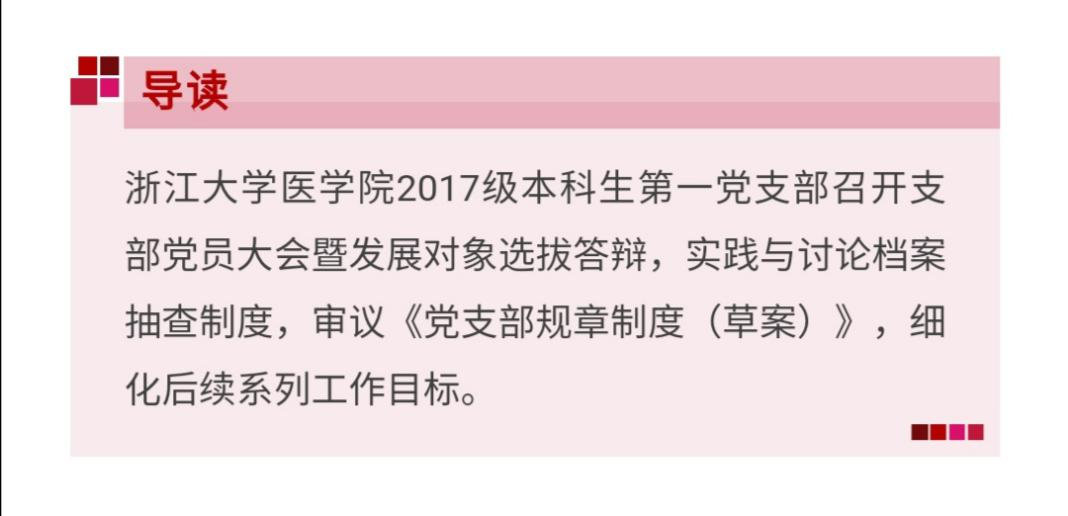 导读
浙江大学医学院2017级本科生第一党支部召开支
部党员大会暨发展对象选拔答辩，实践与讨论档案
抽查制度，审议《党支部规章制度（草案）》，细
化后续系列工作目标。